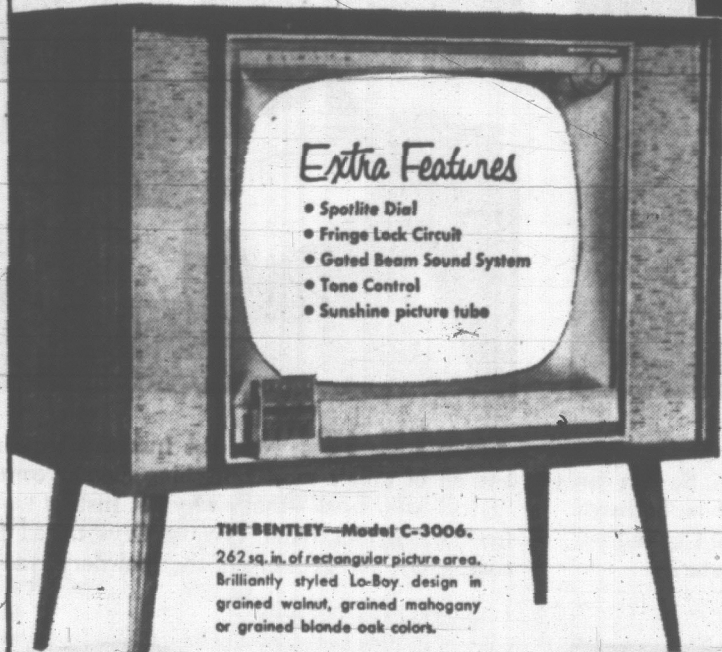 Extra Features
• Spotlite Dial
• Fringe Lock Circuit
• Gated Beam Sound System
• Tone Control
• Sunshine picture tube
THE BENTLEY—Model C-3006.
262 sq. in. of rectangular picture area.
Brilliantly styled Lo-Boy design in
grained walnut, grained mahogany
or grained blonde oak colors.